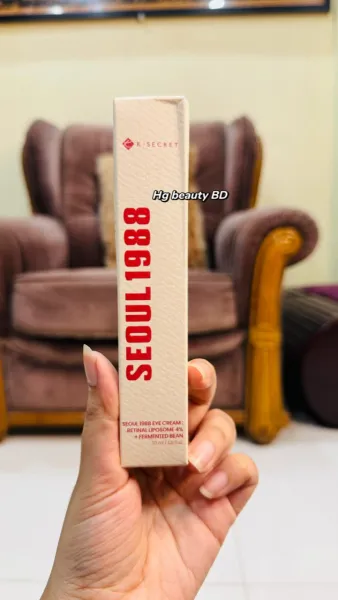 K SECRET
Hg beauty BD
SEOUL1988
SEOUL 1988 EYE CREAM :
RETINAL LIPOSOME 4%
+ FERMENTED BEAN